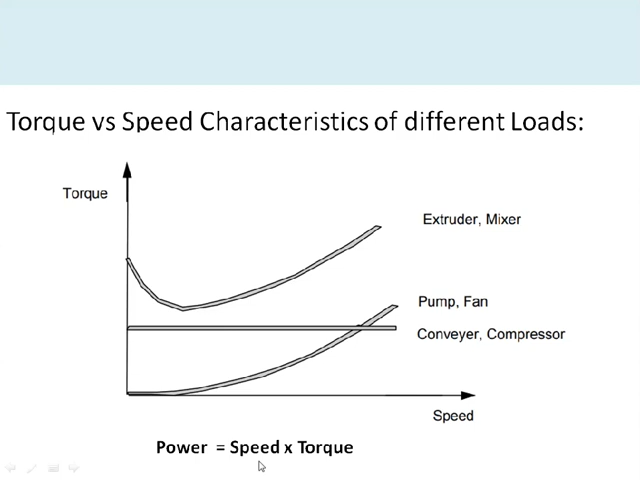 Torque vs Speed Characteristics of different Loads:
Torque
Extruder, Mixer
Pump, Fan
Conveyer, Compressor
Speed
Power = Speed x Torque